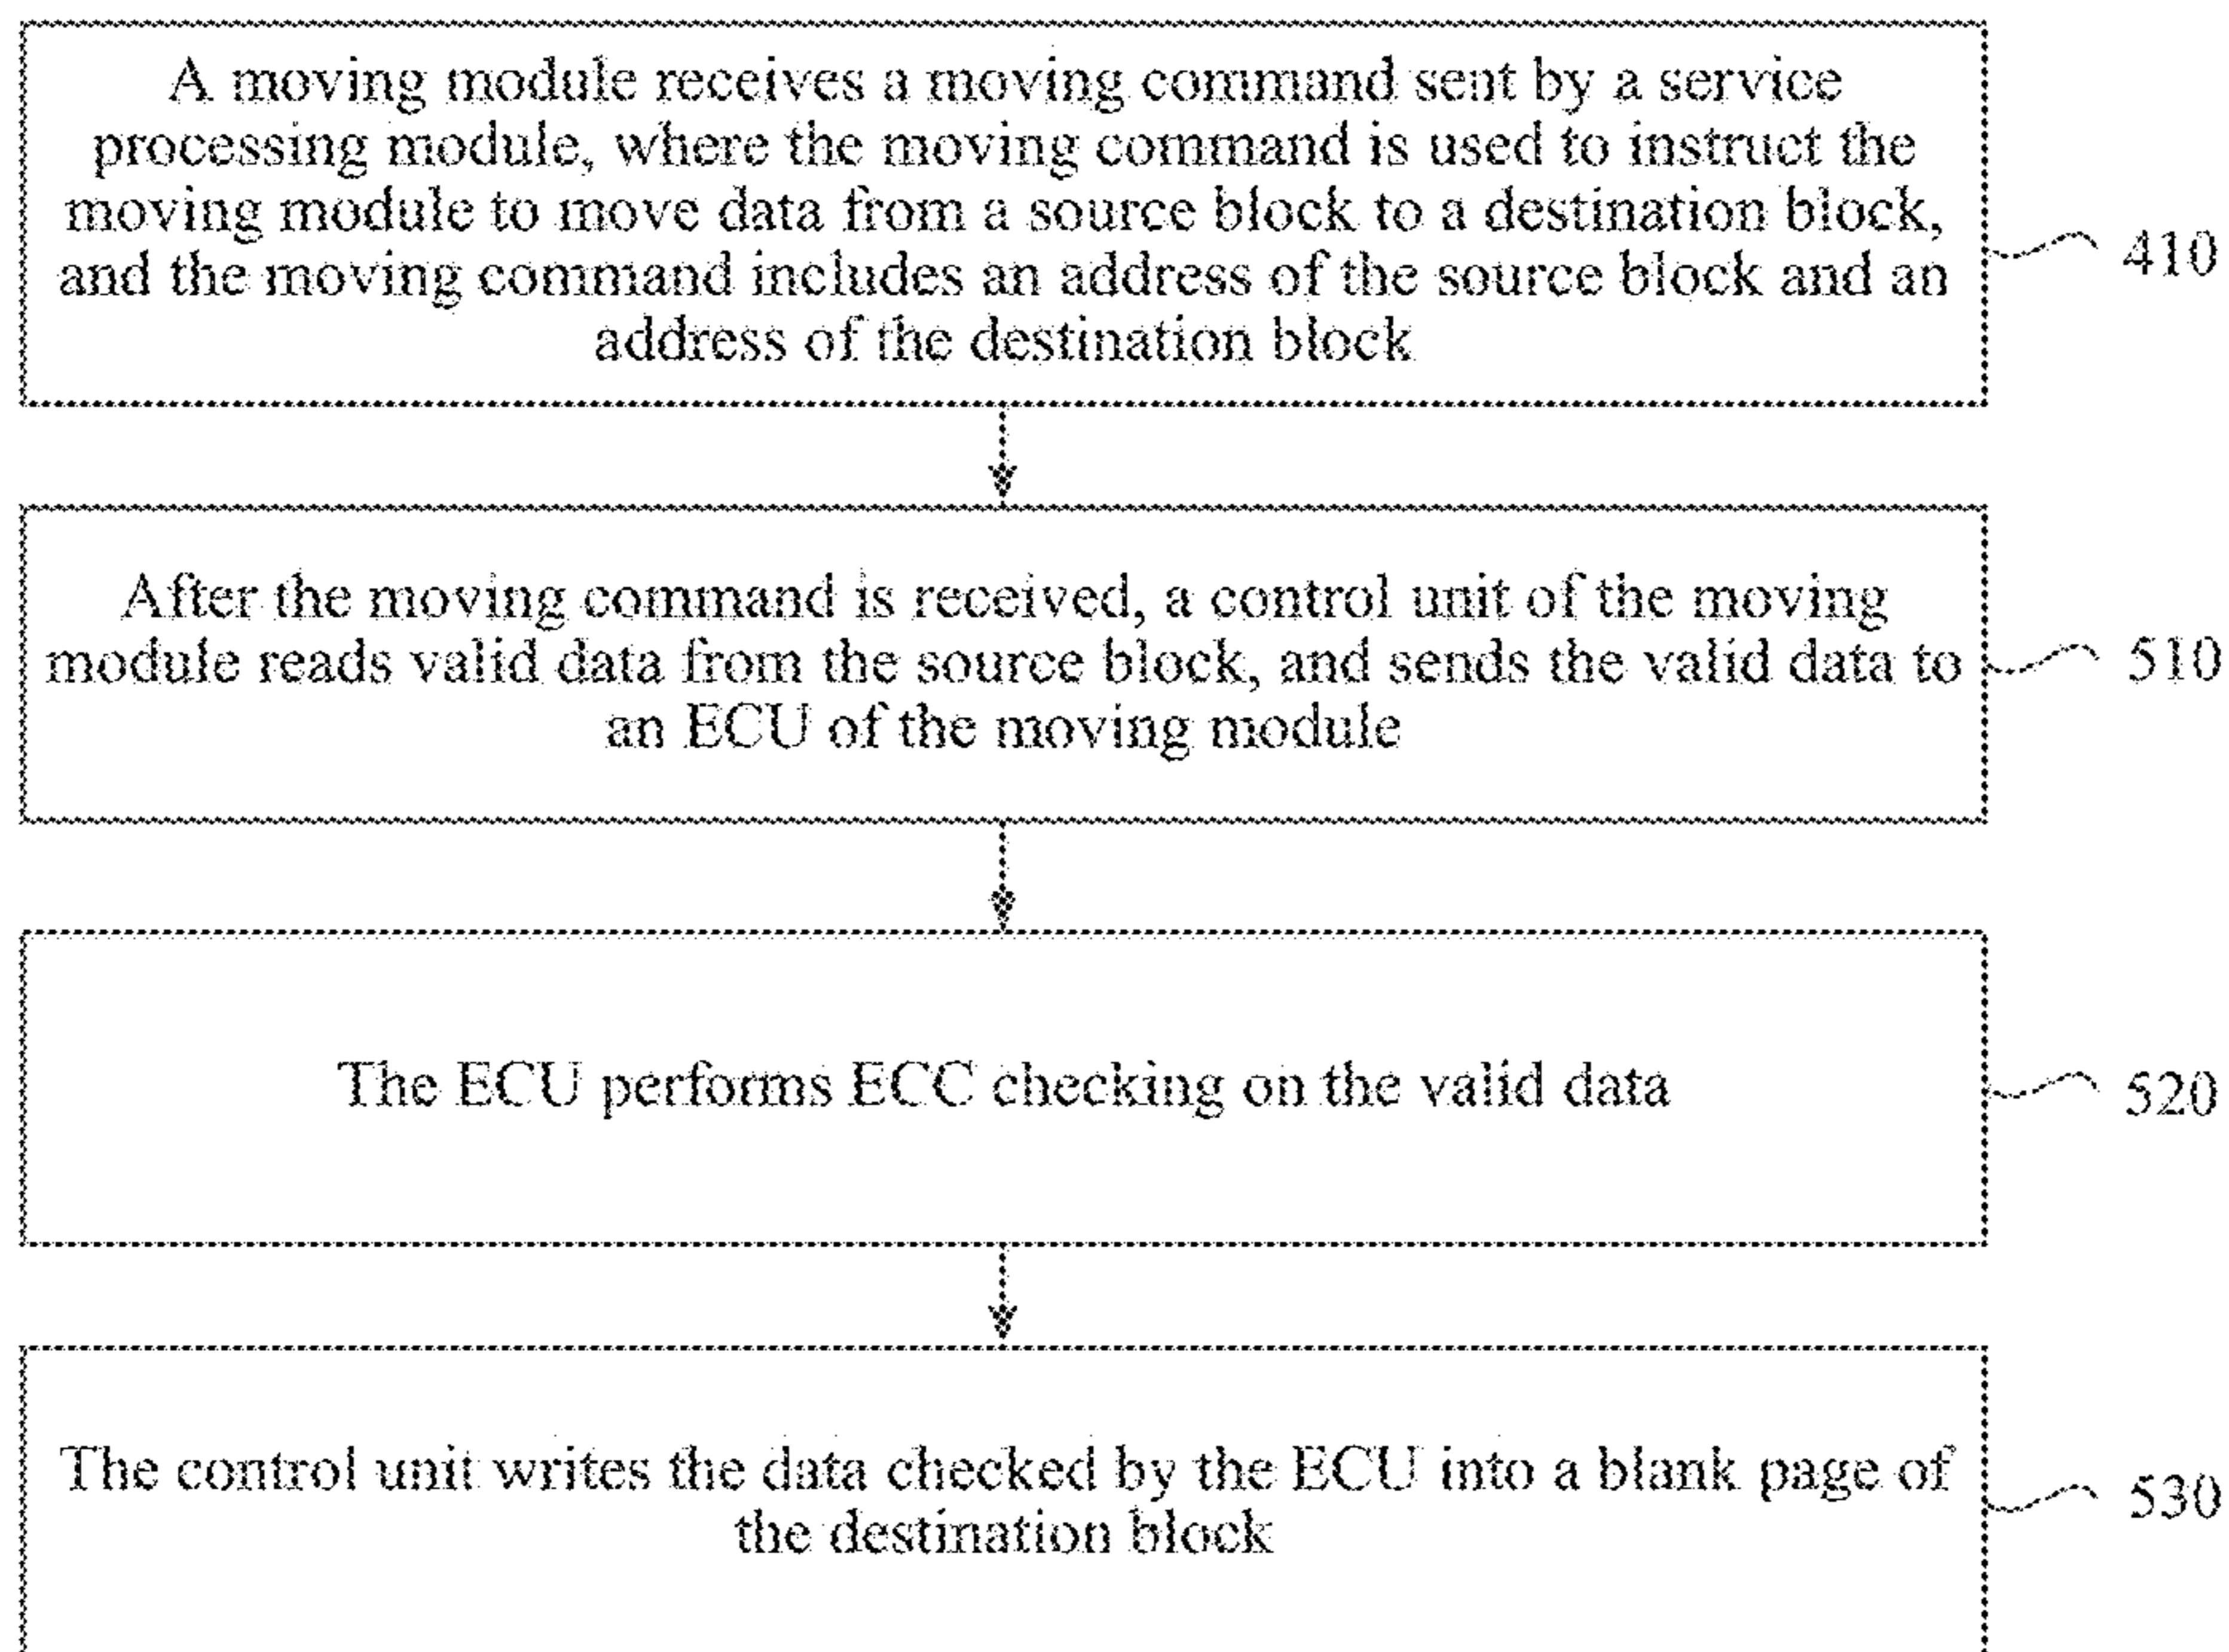 A moving module receives a moving command sent by a service
processing module, where the moving command is used to instruct the
moving module to move data from a source block to a destination block,
and the moving command includes an address of the source block and an
address of the destination block
410
After the moving command is received, a control unit of the moving
module reads valid data from the source block, and sends the valid data to
an ECU of the moving module
510
The ECU performs ECC checking on the valid data
520
The control unit writes the data checked by the ECU into a blank page of
the destination block
530